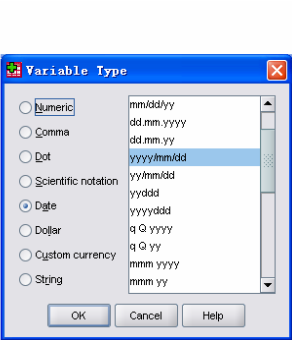 Variable Type
Numeric
Comma
Dot
Scientific notation
Date
Dollar
Custom currency
String
mm/dd/yy
dd.mm.yyyy
dd.mm.yy
yyyy/mm/dd
yy/mm/dd
yyddd
yyyyddd
q Q yyyy
q Q yy
mmm yyyy
mmm yy
OK
Cancel
Help